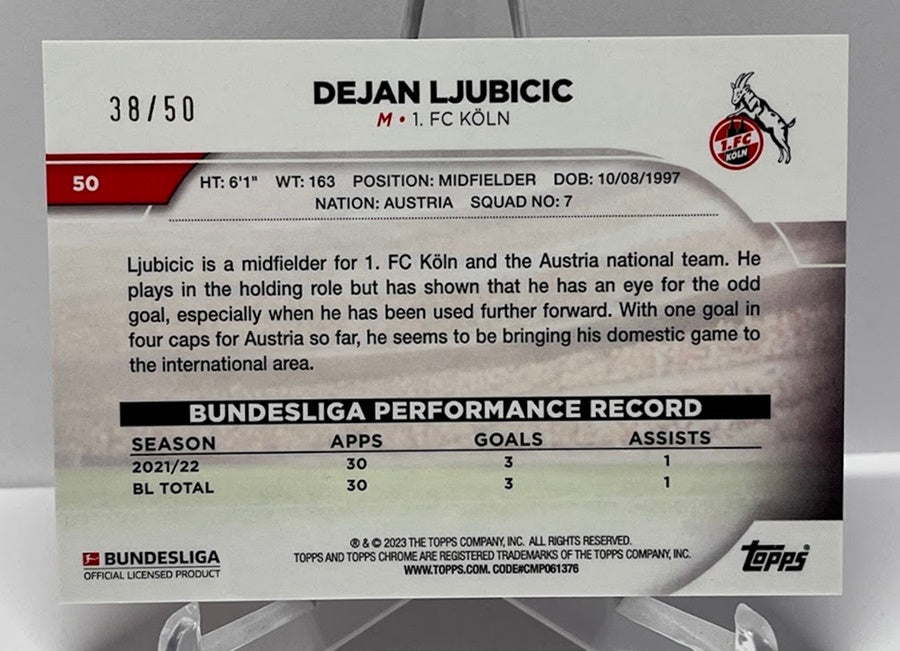 38/50
DEJAN LJUBICIC
M • 1. FC KÖLN
1. FC
KÖLN
50
HT: 6'1" WT: 163 POSITION: MIDFIELDER DOB: 10/08/1997
NATION: AUSTRIA SQUAD NO: 7
Ljubicic is a midfielder for 1. FC Köln and the Austria national team. He
plays in the holding role but has shown that he has an eye for the odd
goal, especially when he has been used further forward. With one goal in
four caps for Austria so far, he seems to be bringing his domestic game to
the international area.
BUNDESLIGA PERFORMANCE RECORD
SEASON APPS GOALS ASSISTS
2021/22 30 3 1
BL TOTAL 30 3 1
® & © 2023 THE TOPPS COMPANY, INC. ALL RIGHTS RESERVED.
TOPPS AND TOPPS CHROME ARE REGISTERED TRADEMARKS OF THE TOPPS COMPANY, INC.
WWW.TOPPS.COM. CODE#CMP061376
BUNDESLIGA
OFFICIAL LICENSED PRODUCT
topps